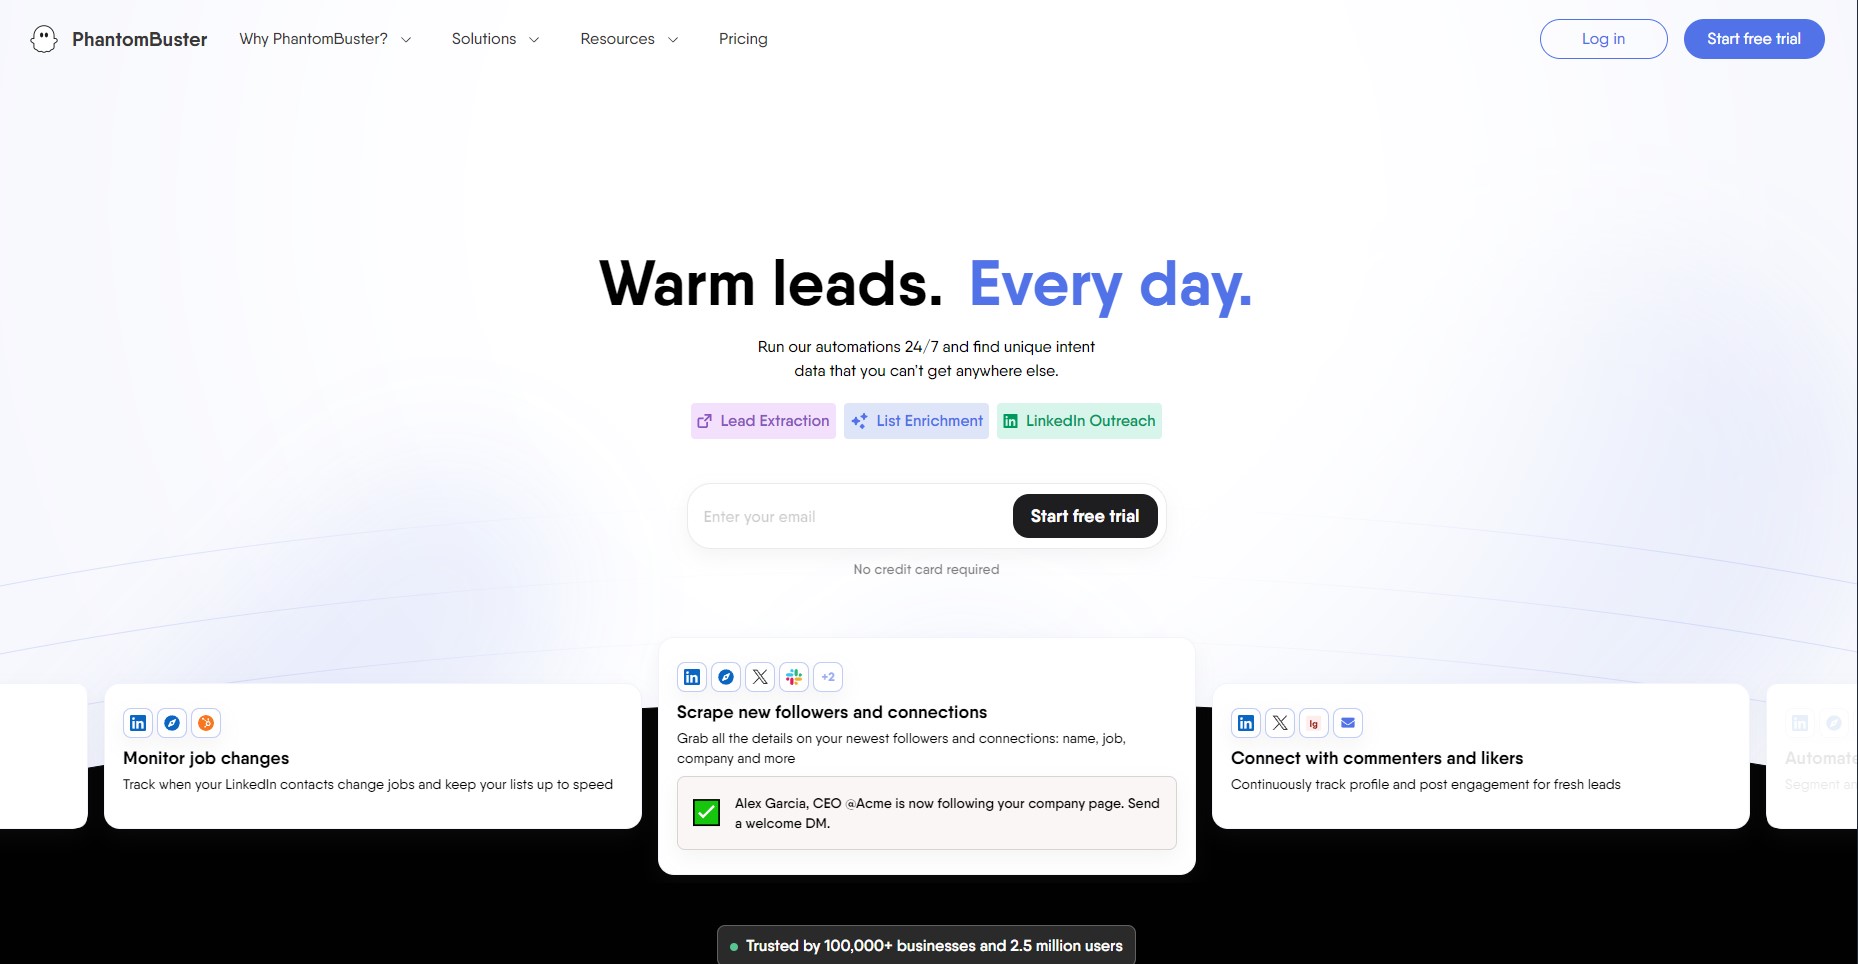 PhantomBuster
Why PhantomBuster?
Solutions
Resources
Pricing
Log in
Start free trial
Warm leads. Every day.
Run our automations 24/7 and find unique intent
data that you can't get anywhere else.
Lead Extraction
List Enrichment
LinkedIn Outreach
Enter your email
Start free trial
No credit card required
Monitor job changes
Track when your LinkedIn contacts change jobs and keep your lists up to speed
+2
Scrape new followers and connections
Grab all the details on your newest followers and connections: name, job,
company and more
Alex Garcia, CEO @Acme is now following your company page. Send
a welcome DM.
Ig
Connect with commenters and likers
Continuously track profile and post engagement for fresh leads
Automate
Segment an
Trusted by 100,000+ businesses and 2.5 million users